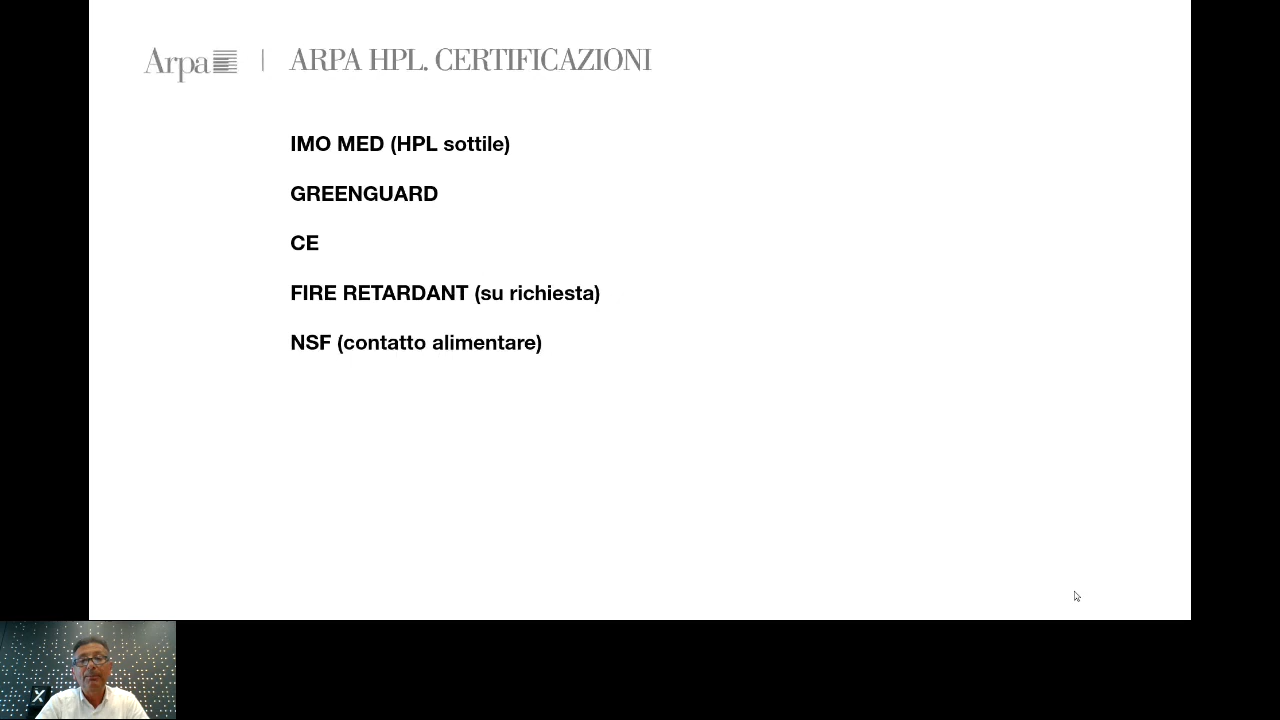 Arpa | ARPA HPL. CERTIFICAZIONI
IMO MED (HPL sottile)
GREENGUARD
CE
FIRE RETARDANT (su richiesta)
NSF (contatto alimentare)
X